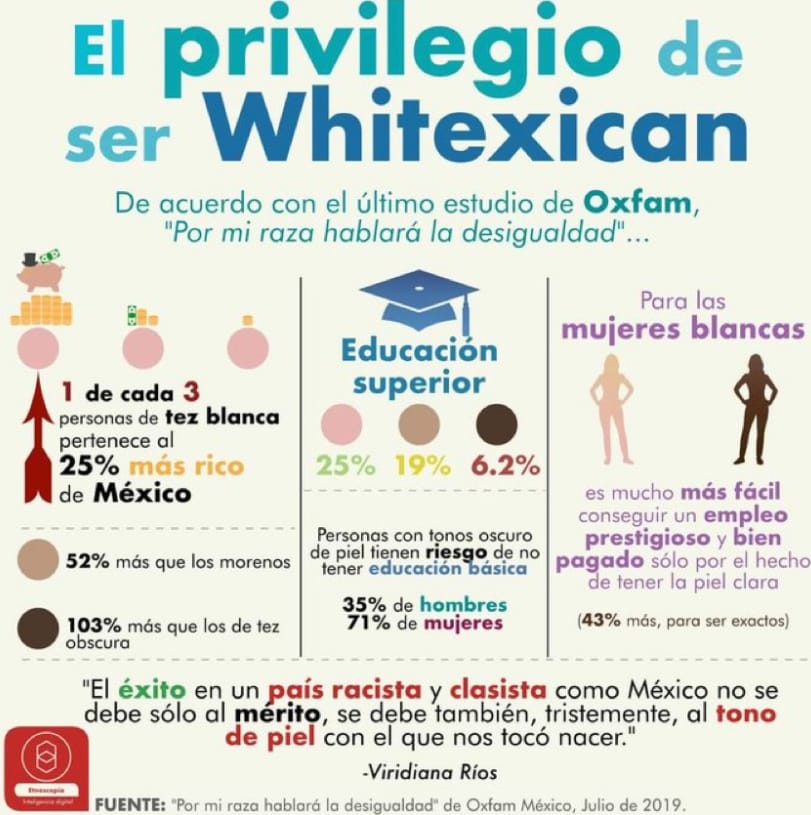 El privilegio de
ser Whitexican
De acuerdo con el último estudio de Oxfam,
"Por mi raza hablará la desigualdad"...
1 de cada 3
personas de tez blanca
pertenece al
25% más rico
de México
52% más que los morenos
103% más que los de tez
obscura
Educación
superior
25% 19% 6.2%
Personas con tonos oscuro
de piel tienen riesgo de no
tener educación básica
35% de hombres
71% de mujeres
Para las
mujeres blancas
es mucho más fácil
conseguir un empleo
prestigioso y bien
pagado sólo por el hecho
de tener la piel clara
(43% más, para ser exactos)
"El éxito en un país racista y clasista como México no se
debe sólo al mérito, se debe también, tristemente, al tono
de piel con el que nos tocó nacer."
-Viridiana Ríos
Etnoscopia
Inteligencia digital
FUENTE: "Por mi raza hablará la desigualdad" de Oxfam México, Julio de 2019.